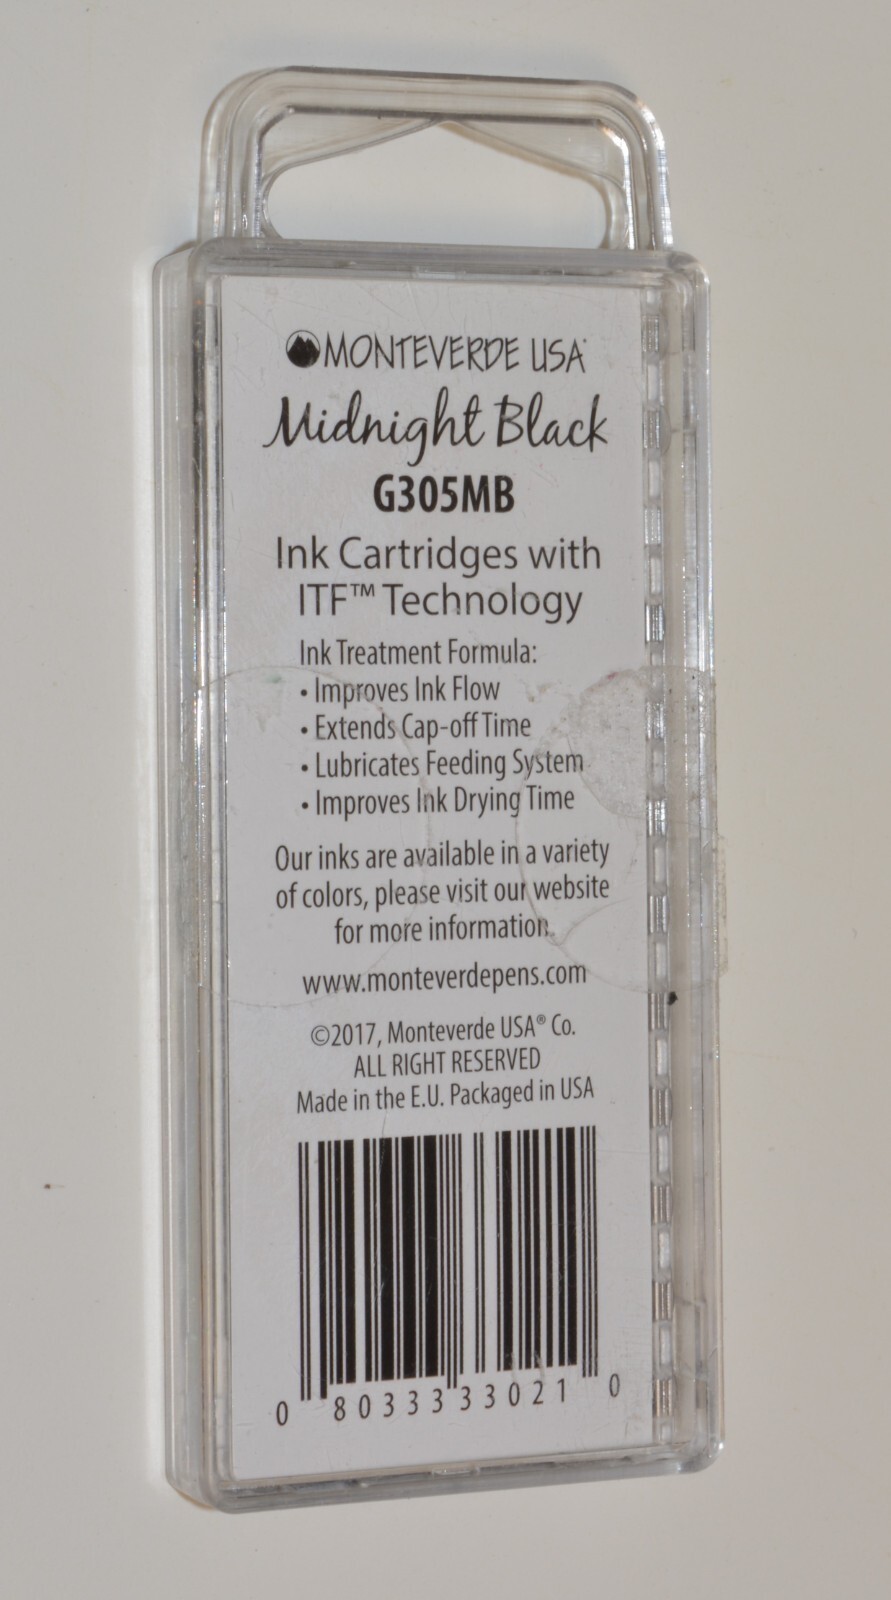 MONTEVERDE USA®
Midnight Black
G305MB
Ink Cartridges with
ITF™ Technology
Ink Treatment Formula:
• Improves Ink Flow
• Extends Cap-off Time
• Lubricates Feeding System
• Improves Ink Drying Time
Our inks are available in a variety
of colors, please visit our website
for more information.
www.monteverdepens.com
©2017, Monteverde USA® Co.
ALL RIGHT RESERVED
Made in the E.U. Packaged in USA
0 80333 33021 0